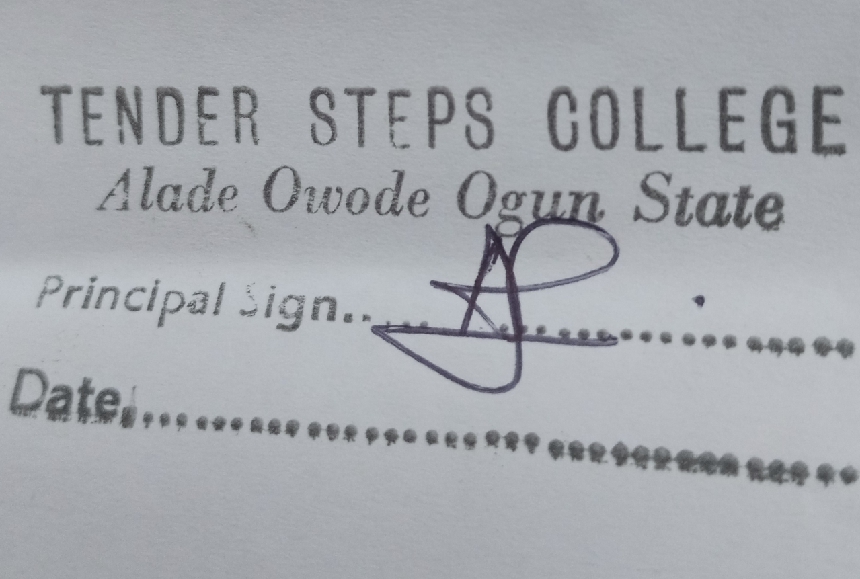 TENDER STEPS COLLEGE
Alade Owode Ogun State
Principal Sign..................
Date..............................